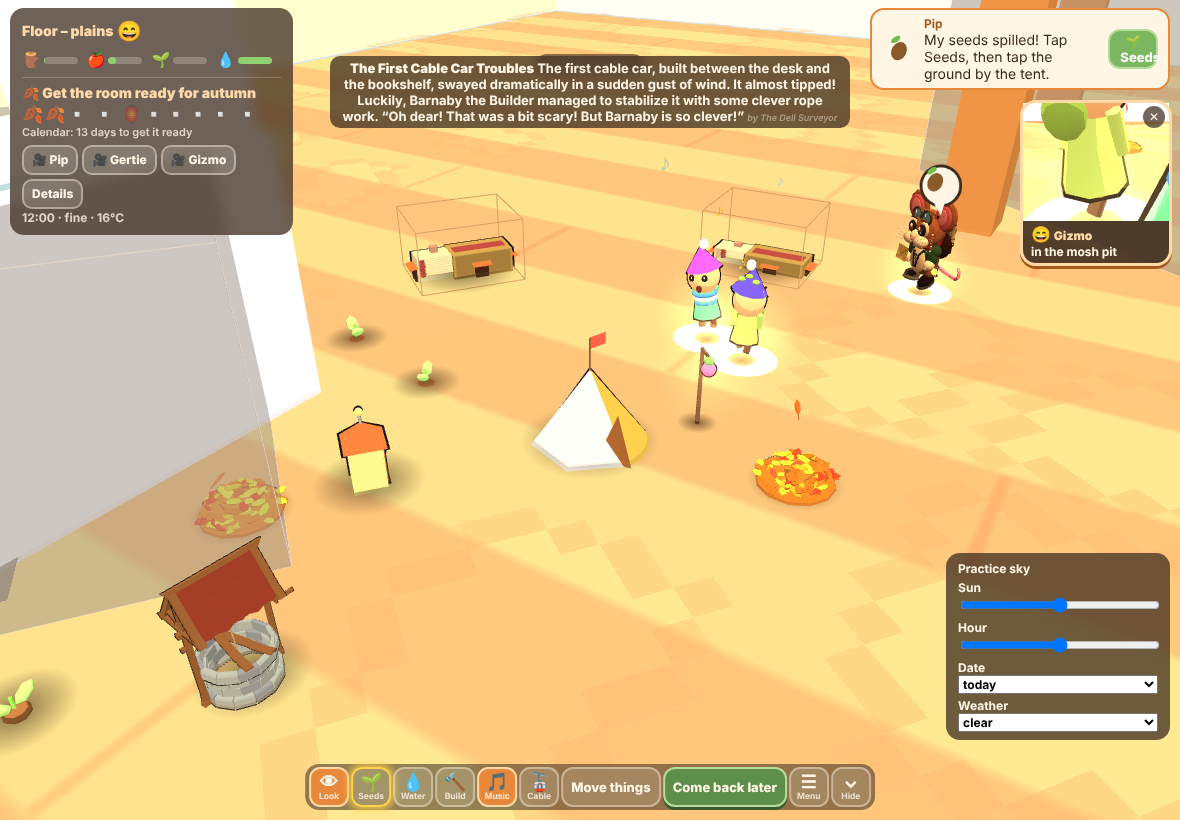 Floor – plains
Get the room ready for autumn
Calendar: 13 days to get it ready
Pip
Gertie
Gizmo
Details
12:00 · fine · 16°C
The First Cable Car Troubles The first cable car, built between the desk and
the bookshelf, swayed dramatically in a sudden gust of wind. It almost tipped!
Luckily, Barnaby the Builder managed to stabilize it with some clever rope
work. “Oh dear! That was a bit scary! But Barnaby is so clever!” by The Dell Surveyor
Pip
My seeds spilled! Tap
Seeds, then tap the
ground by the tent.
Seeds
Gizmo
in the mosh pit
Practice sky
Sun
Hour
Date
today
Weather
clear
Look
Seeds
Water
Build
Music
Cable
Move things
Come back later
Menu
Hide